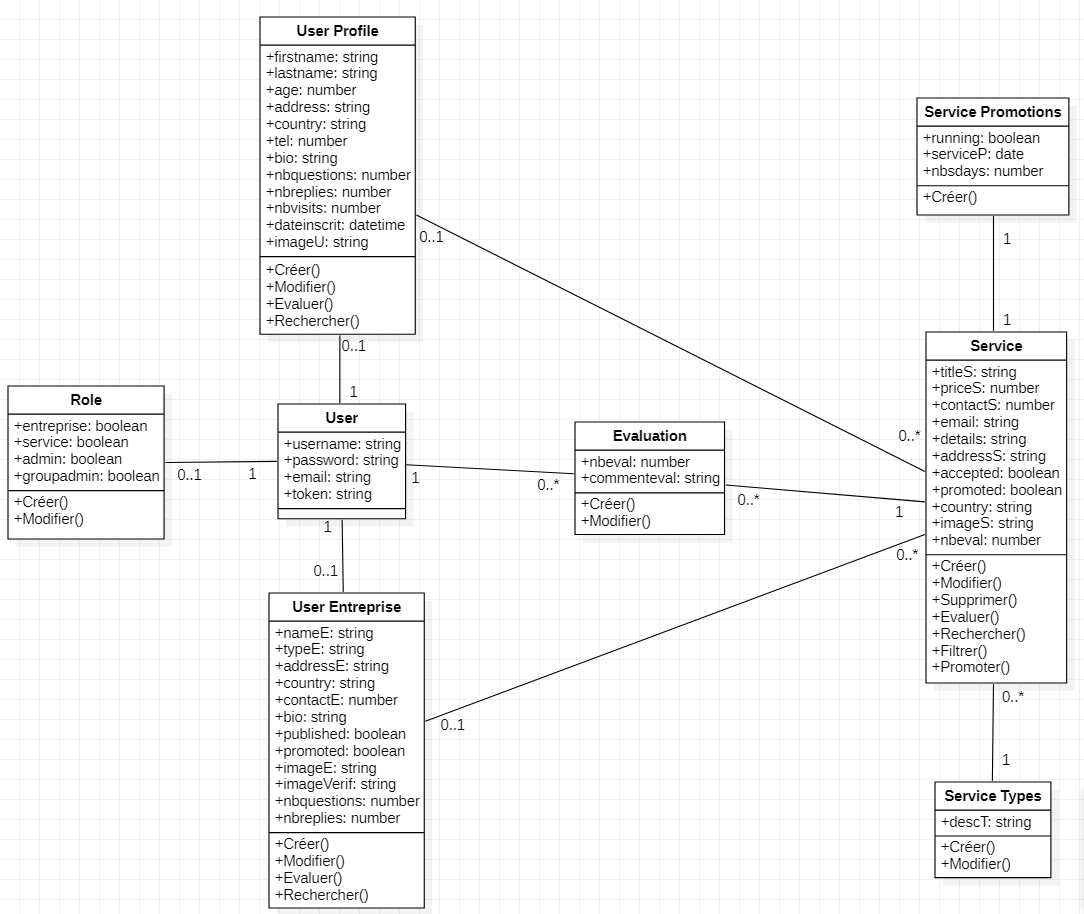 User Profile
+firstname: string
+lastname: string
+age: number
+address: string
+country: string
+tel: number
+bio: string
+nbquestions: number
+nbreplies: number
+nbvisits: number
+dateinscrit: datetime
+imageU: string
+Créer()
+Modifier()
+Evaluer()
+Rechercher()
0..1
0..*
0..1
1
Service Promotions
+running: boolean
+serviceP: date
+nbsdays: number
+Créer()
1
1
Role
+entreprise: boolean
+service: boolean
+admin: boolean
+groupadmin: boolean
+Créer()
+Modifier()
0..1
1
User
+username: string
+password: string
+email: string
+token: string
1
0..*
Evaluation
+nbeval: number
+commenteval: string
+Créer()
+Modifier()
0..*
1
Service
+titleS: string
+priceS: number
+contactS: number
+email: string
+details: string
+addressS: string
+accepted: boolean
+promoted: boolean
+country: string
+imageS: string
+nbeval: number
+Créer()
+Modifier()
+Supprimer()
+Evaluer()
+Rechercher()
+Filtrer()
+Promoter()
1
0..1
User Entreprise
+nameE: string
+typeE: string
+addressE: string
+country: string
+contactE: number
+bio: string
+published: boolean
+promoted: boolean
+imageE: string
+imageVerif: string
+nbquestions: number
+nbreplies: number
+Créer()
+Modifier()
+Evaluer()
+Rechercher()
0..1
0..*
0..*
1
Service Types
+descT: string
+Créer()
+Modifier()